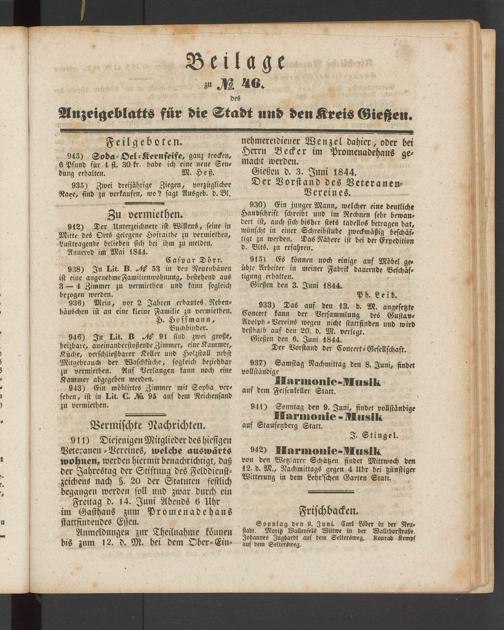 Beilage
zu No. 46.
des
Anzeigeblatts für die Stadt und den Kreis Gießen.
Feilgeboten.
945) Soda-Oel-Kernseife, ganz trocken,
6 Pfund für 1 fl. 30 kr. habe ich eine neue Sen-
dung erhalten. M. Heß.
935) Zwei dreijährige Ziegen, vorzüglicher
Raçe, sind zu verkaufen, wo? sagt Ausgeb. d. Bl.
Zu vermiethen.
942) Der Unterzeichnete ist Willens, seine in
Mitte des Orts gelegene Hofraithe zu vermiethen,
Lusttragende belieben sich bei ihm zu melden.
Annerod im Mai 1844.
Caspar Dörr.
938) In Lit. B. No 53 in den Neuenbäuen
ist eine angenehme Familienwohnung, bestehend aus
3—4 Zimmer zu vermiethen und kann sogleich
bezogen werden.
936) Mein, vor 2 Jahren erbautes Neben-
häuschen ist an eine kleine Familie zu vermiethen.
H. Hoffmann,
Buchbinder.
946) In Lit. B No 91 sind zwei große,
heizbare, aneinanderstoßende Zimmer, eine Kammer,
Küche, verschließbarer Keller und Holzstall nebst
Mitgebrauch der Waschküche, sogleich beziehbar
zu vermiethen. Auf Verlangen kann noch eine
Kammer abgegeben werden.
943) Ein möblirtes Zimmer mit Sopha ver-
sehen, ist in Lit. C. No. 95 auf dem Reichensand
zu vermiethen.
Vermischte Nachrichten.
911) Diejenigen Mitglieder des hiesigen
Veteranen-Vereines, welche auswärts
wohnen, werden hiermit benachrichtigt, daß
der Jahrestag der Stiftung des Felddienst-
zeichens nach § 20 der Statuten festlich
begangen werden soll und zwar durch ein
Freitag d. 14. Juni Abends 6 Uhr
im Gasthaus zum Promenadehaus
stattfindendes Essen.
Anmeldungen zur Theilnahme können
bis zum 12. d. M. bei dem Ober-Ein-
nehmereidiener Wenzel dahier, oder bei
Herrn Becker im Promenadehaus ge-
macht werden.
Gießen d. 3. Juni 1844.
Der Vorstand des Veteranen-
Vereines.
930) Ein junger Mann, welcher eine deutliche
Handschrift schreibt und im Rechnen sehr bewan-
dert ist, auch sich bisher stets tadellos betragen hat,
wünscht in einer Schreibstube zweckmäßig beschäf-
tigt zu werden. Das Nähere ist bei der Expedition
d. Blts. zu erfahren.
915) Es können noch einige auf Möbel ge-
übte Arbeiter in meiner Fabrik dauernde Beschäf-
tigung erhalten.
Gießen den 3. Juni 1844.
Ph. Leib.
933) Das auf den 13. d. M. angesetzte
Concert kann der Versammlung des Gustav-
Adolph-Vereins wegen nicht stattfinden und wird
deshalb auf den 20. d. M. verlegt.
Gießen den 6. Juni 1844.
Der Vorstand der Concert-Gesellschaft.
937) Samstag Nachmittag den 8. Juni, findet
vollständige
Harmonie-Musik
auf dem Felsenkeller Statt.
941) Sonntag den 9. Juni, findet vollständige
Harmonie-Musik
auf Staufenberg Statt.
J. Stingel.
942) Harmonie-Musik
von den Wetzlarer Schützen findet Mittwoch den
12. d. M., Nachmittags gegen 4 Uhr bei günstiger
Witterung in dem Lehr'schen Garten Statt.
Frischbacken.
Sonntag den 9. Juni. Carl Löber in der Neu-
stadt. Moritz Wallenfels Wittwe in der Wallthorstraße.
Johannes Jughardt auf dem Seltersweg. Konrad Kempf
auf dem Seltersweg.